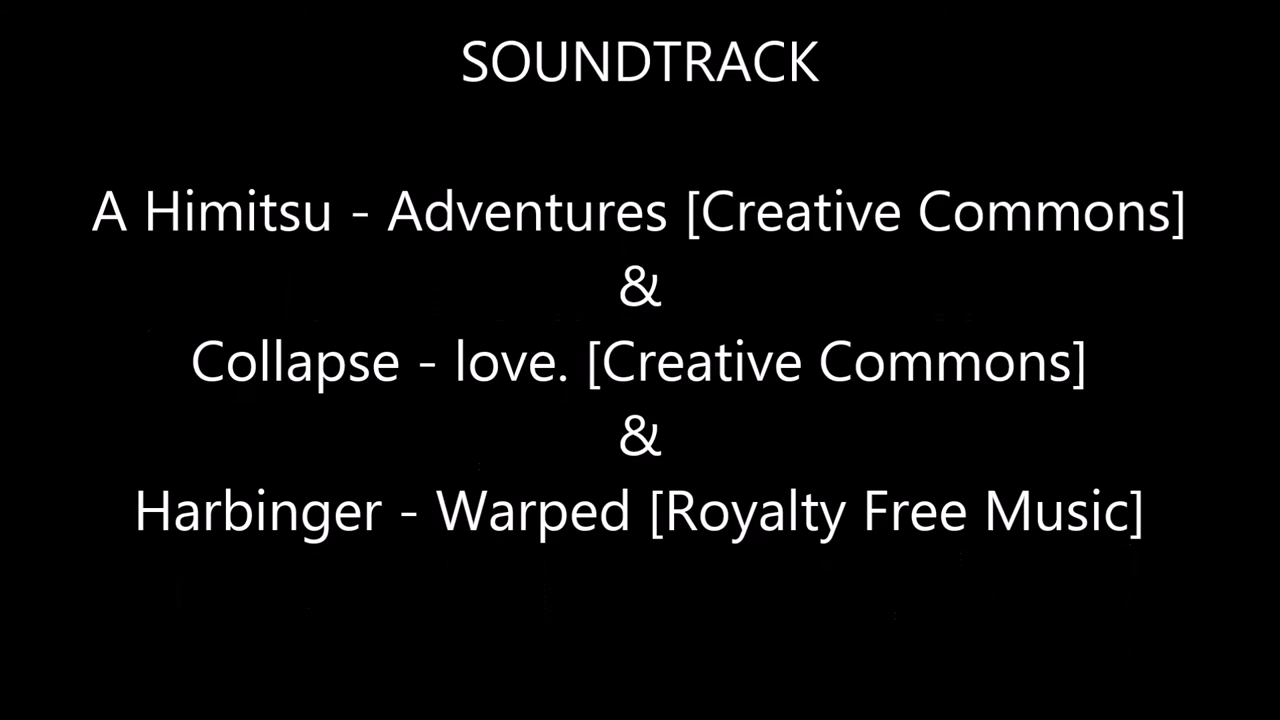 SOUNDTRACK
A Himitsu - Adventures [Creative Commons]
&
Collapse - love. [Creative Commons]
&
Harbinger - Warped [Royalty Free Music]